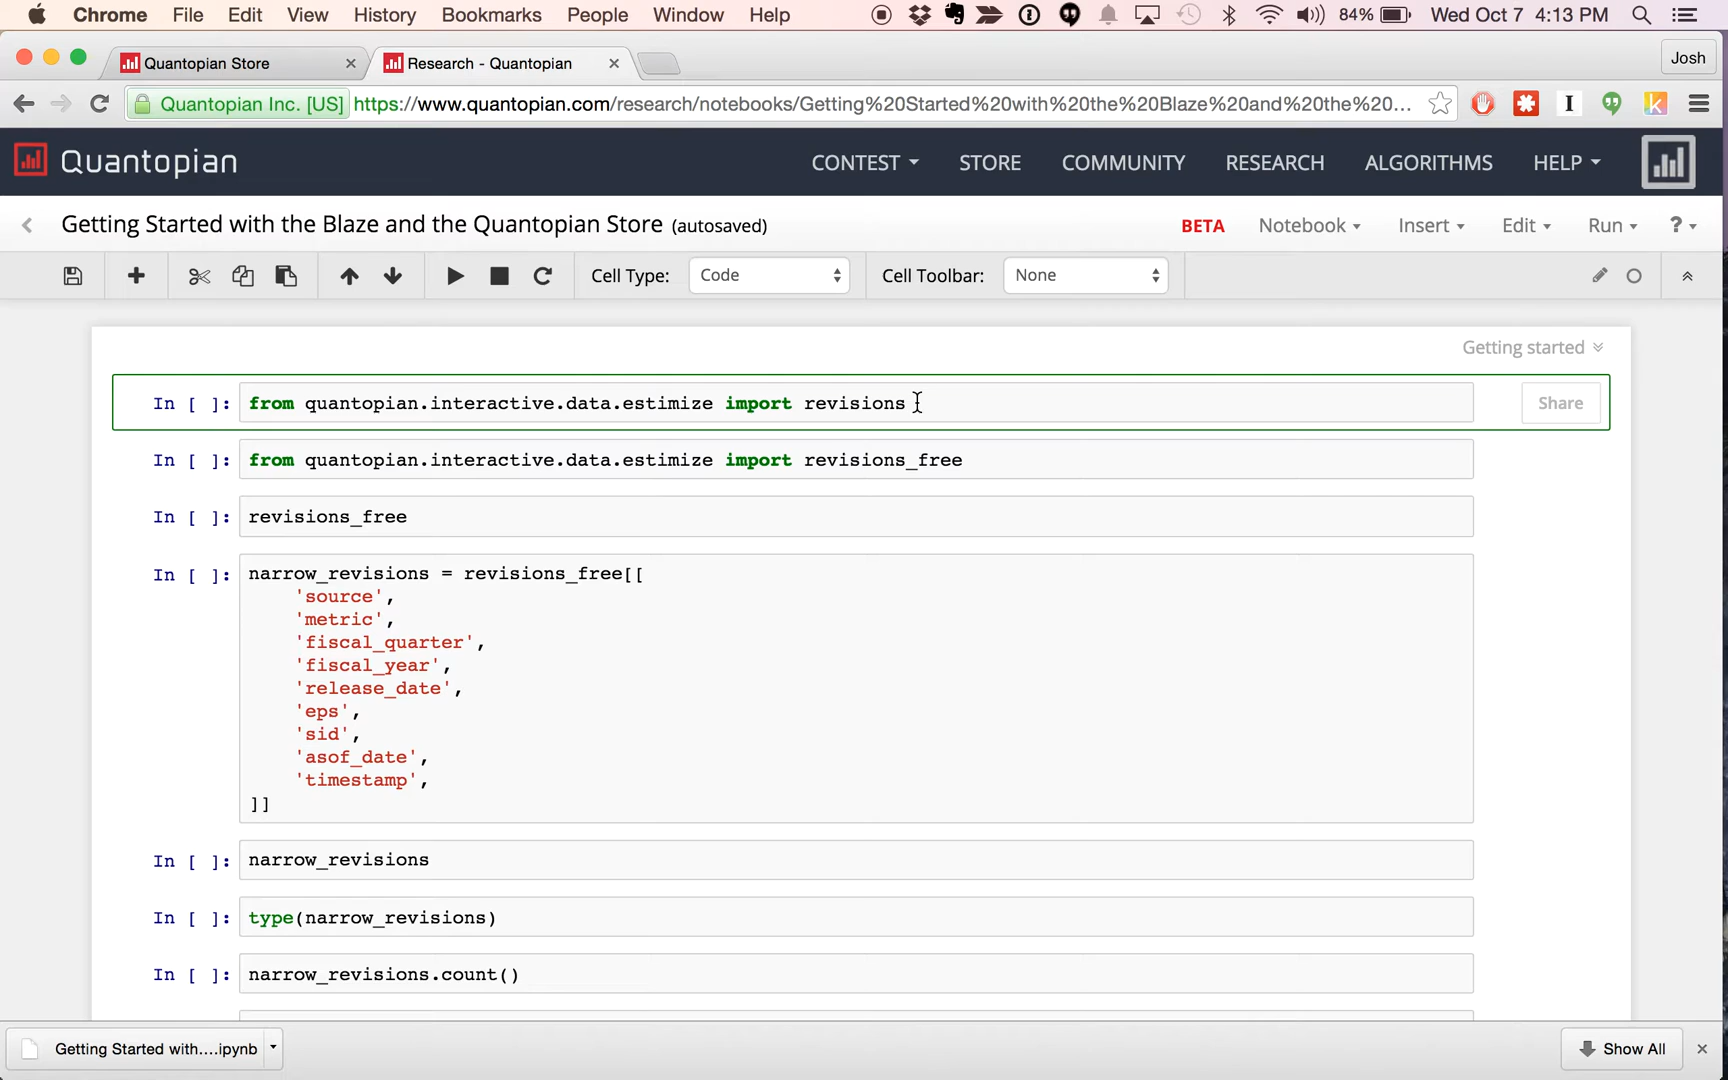 Chrome File Edit View History Bookmarks People Window Help 84% Wed Oct 7 4:13 PM
Quantopian Store Research - Quantopian Josh
Quantopian Inc. [US] https://www.quantopian.com/research/notebooks/Getting%20Started%20with%20the%20Blaze%20and%20the%20...
Quantopian CONTEST STORE COMMUNITY RESEARCH ALGORITHMS HELP
Getting Started with the Blaze and the Quantopian Store (autosaved) BETA Notebook Insert Edit Run ?
Cell Type: Code Cell Toolbar: None
Getting started
In [ ]: from quantopian.interactive.data.estimize import revisions Share
In [ ]: from quantopian.interactive.data.estimize import revisions_free
In [ ]: revisions_free
In [ ]: narrow_revisions = revisions_free[[
'source',
'metric',
'fiscal_quarter',
'fiscal_year',
'release_date',
'eps',
'sid',
'asof_date',
'timestamp',
]]
In [ ]: narrow_revisions
In [ ]: type(narrow_revisions)
In [ ]: narrow_revisions.count()
Getting Started with....ipynb Show All